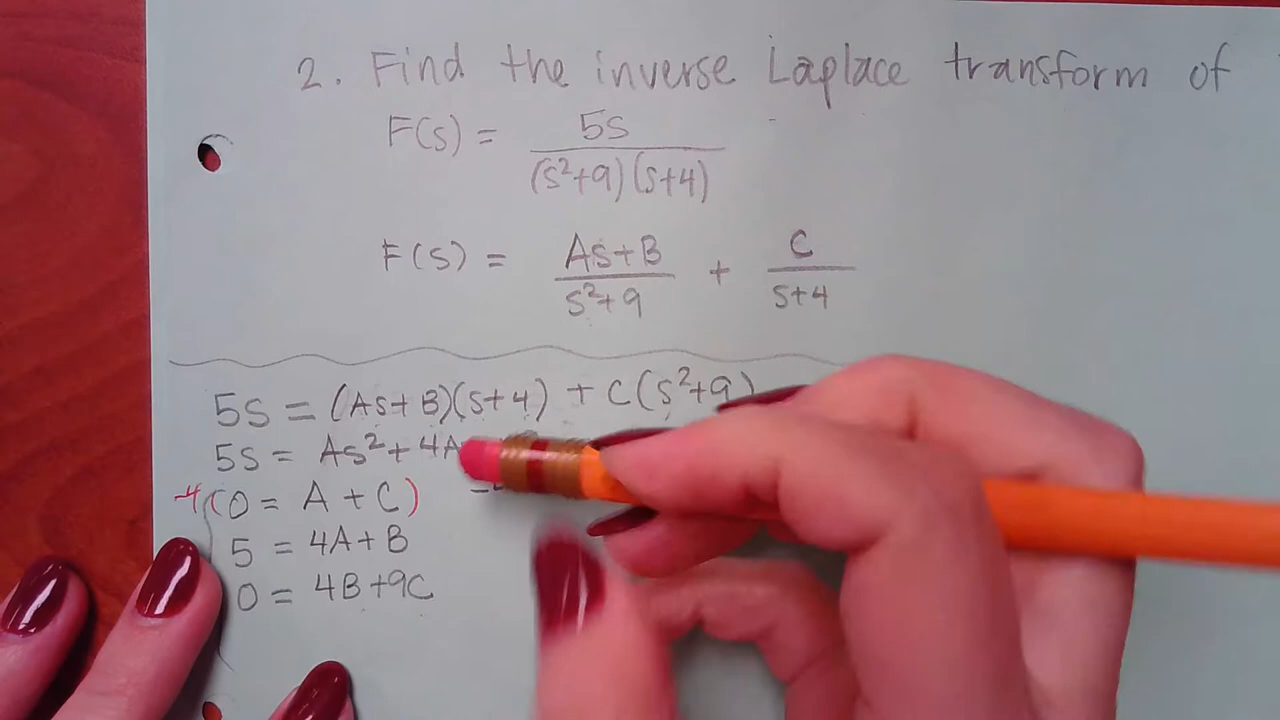 2. Find the inverse Laplace transform of
F(s) = 5s
(s²+9)(s+4)
F(s) = As+B + C
s²+9 s+4
5s = (As+B)(s+4) + C(s²+9)
5s = As² + 4A
-4(0 = A + C)
5 = 4A+B
0 = 4B+9C